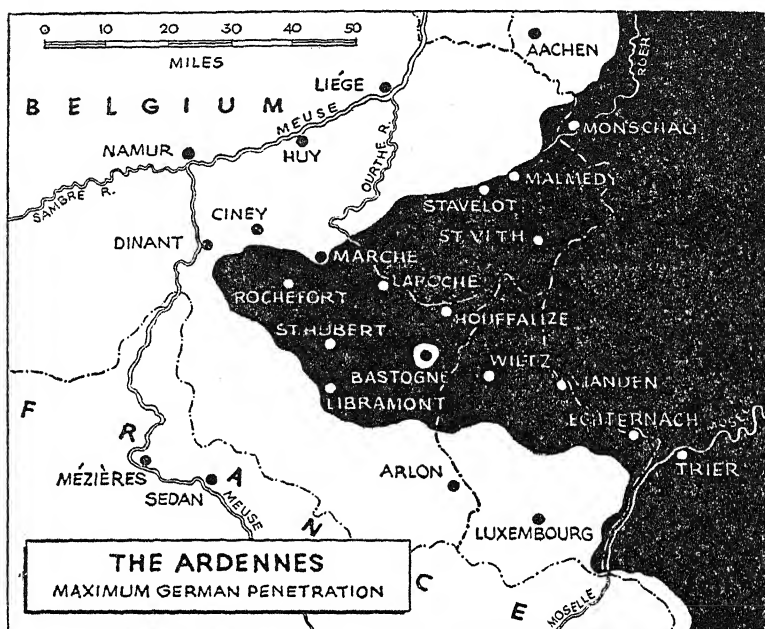 0 10 20 30 40 50
MILES
AACHEN
ROER
LIÉGE
BELGIUM
MEUSE
MONSCHAU
NAMUR
HUY
OURTHE R.
SAMBRE R.
MALMEDY
STAVELOT
CINEY
ST. VITH
DINANT
MARCHE
ROCHEFORT
LAROCHE
HOUFFALIZE
ST. HUBERT
BASTOGNE
WILTZ
LIBRAMONT
ECHTERNACH
FRANCE
TRIER
MÉZIÈRES
SEDAN
MEUSE
ARLON
LUXEMBOURG
THE ARDENNES
MAXIMUM GERMAN PENETRATION
MOSELLE